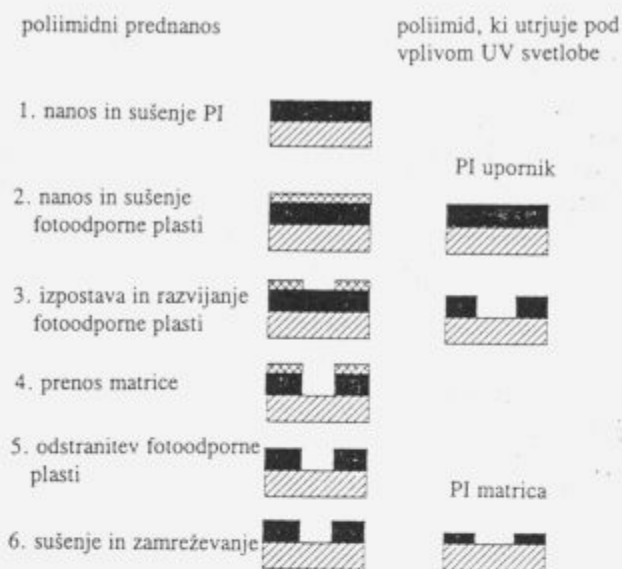 poliimidni prednanos
poliimid, ki utrjuje pod
vplivom UV svetlobe
1. nanos in sušenje PI
PI upornik
2. nanos in sušenje
fotoodporne plasti
3. izpostava in razvijanje
fotoodporne plasti
4. prenos matrice
5. odstranitev fotoodporne
plasti
PI matrica
6. sušenje in zamreževanje